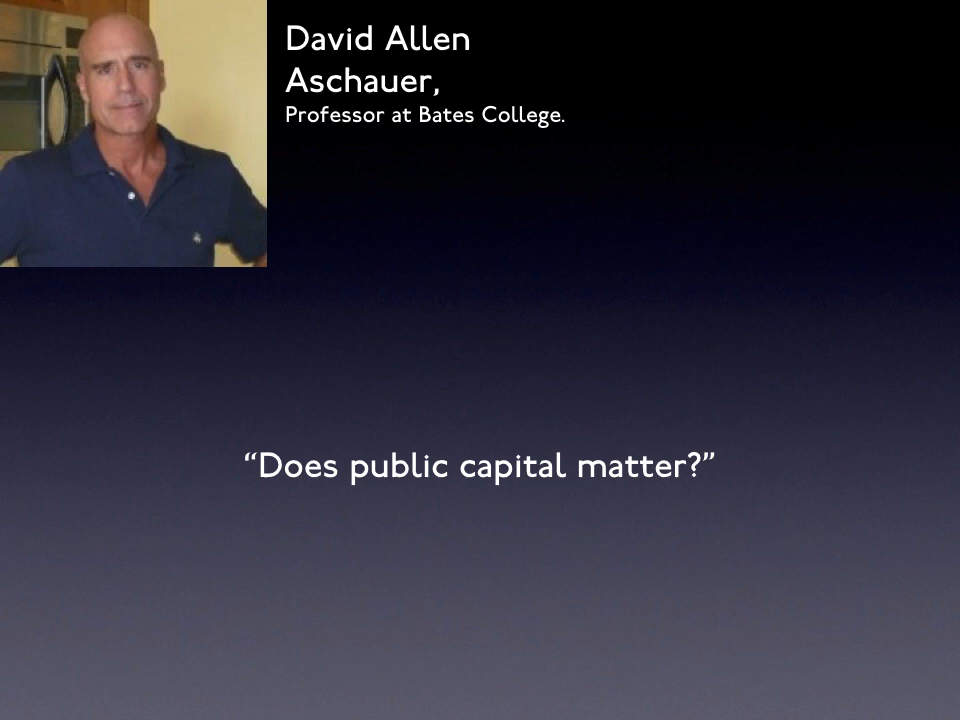 David Allen
Aschauer,
Professor at Bates College.
“Does public capital matter?”